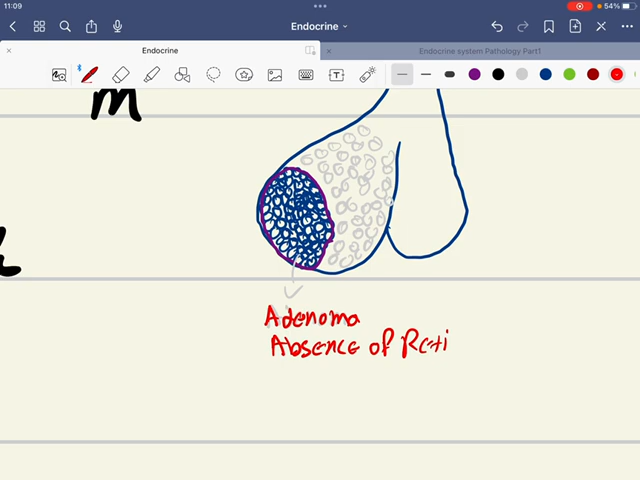 11:09
54%
Endocrine
Endocrine
Endocrine system Pathology Part1
m
Adenoma
Absence of Reti